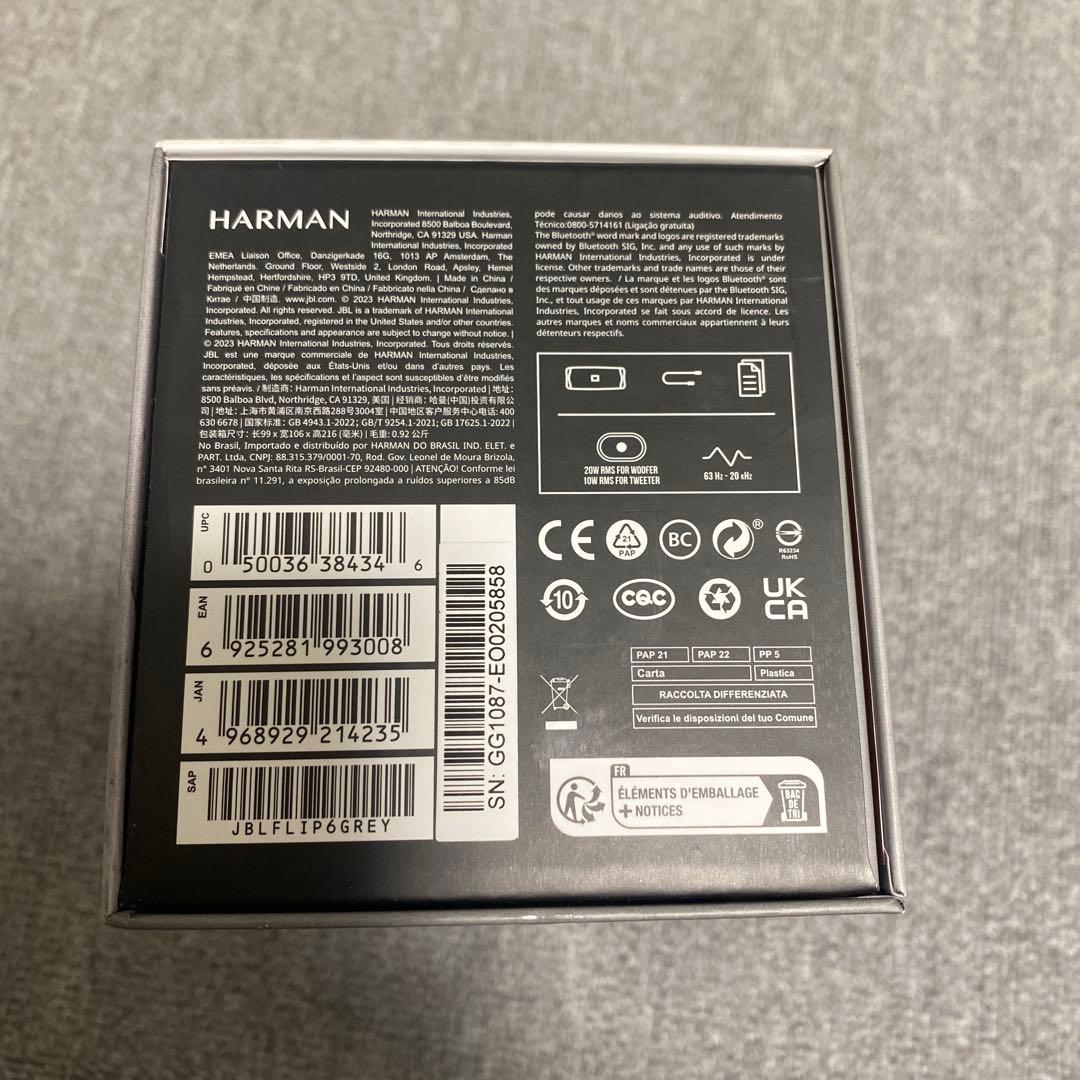 HARMAN
HARMAN International Industries,
Incorporated 8500 Balboa Boulevard,
Northridge, CA 91329 USA. Harman
International Industries, Incorporated
EMEA Liaison Office, Danzigerkade 16G, 1013 AP Amsterdam, The
Netherlands. Ground Floor, Westside 2, London Road, Apsley, Hemel
Hempstead, Herfordshire, HP3 9TD, United Kingdom. | Made in China /
Fabriqué en Chine / Fabricado en China / Fabbricato nella China / Сделано в
Китае / 中国制造. www.jbl.com. © 2023 HARMAN International Industries,
Incorporated. All rights reserved. JBL is a trademark of HARMAN International
Industries, Incorporated, registered in the United States and/or other countries.
Features, specifications and appearance are subject to change without notice. |
© 2023 HARMAN International Industries, Incorporated. Tous droits réservés.
JBL est une marque commerciale de HARMAN International Industries,
Incorporated, déposée aux États-Unis et/ou dans d'autres pays. Les
caractéristiques, les spécifications et l'aspect sont susceptibles d'être modifiés
sans préavis. / 制造商: Harman International Industries, Incorporated | 地址:
8500 Balboa Blvd, Northridge, CA 91329, 美国 | 经销商: 哈曼(中国)投资有限公
司 | 地址: 上海市黄浦区南京西路288号3004室 | 中国地区客户服务中心电话: 400
630 6678 | 国家标准: GB 4943.1-2022; GB/T 9254.1-2021; GB 17625.1-2022 |
包装箱尺寸: 长99 x 宽106 x 高216 (毫米) | 毛重: 0.92 公斤
No Brasil, Importado e distribuído por HARMAN DO BRASIL IND. ELET. e
PART. Ltda, CNPJ: 88.315.379/0001-70, Rod. Gov. Leonel de Moura Brizola,
n° 3401 Nova Santa Rita RS-Brasil-CEP 92480-000 | ATENÇÃO! Conforme lei
brasileira n° 11.291, a exposição prolongada a ruídos superiores a 85dB
pode causar danos ao sistema auditivo. Atendimento
Técnico:0800-5714161 (Ligação gratuita)
The Bluetooth® word mark and logos are registered trademarks
owned by Bluetooth SIG, Inc. and any use of such marks by
HARMAN International Industries, Incorporated is under
license. Other trademarks and trade names are those of their
respective owners. / La marque et les logos Bluetooth® sont
des marques déposées et sont détenues par the Bluetooth SIG,
Inc., et tout usage de ces marques par HARMAN International
Industries, Incorporated se fait sous accord de licence. Les
autres marques et noms commerciaux appartiennent à leurs
détenteurs respectifs.
20W RMS FOR WOOFER
10W RMS FOR TWEETER
63 Hz - 20 kHz
CE
21
PAP
BC
®
R63234
RoHS
10
CQC
UK
CA
UPC
0 50036 38434 6
EAN
6 925281 993008
JAN
4 968929 214235
SAP
JBLFLIP6GREY
SN: GG1087-EO0205858
PAP 21
PAP 22
PP 5
Carta
Plastica
RACCOLTA DIFFERENZIATA
Verifica le disposizioni del tuo Comune
FR
ÉLÉMENTS D'EMBALLAGE
+ NOTICES
BAC
DE
TRI